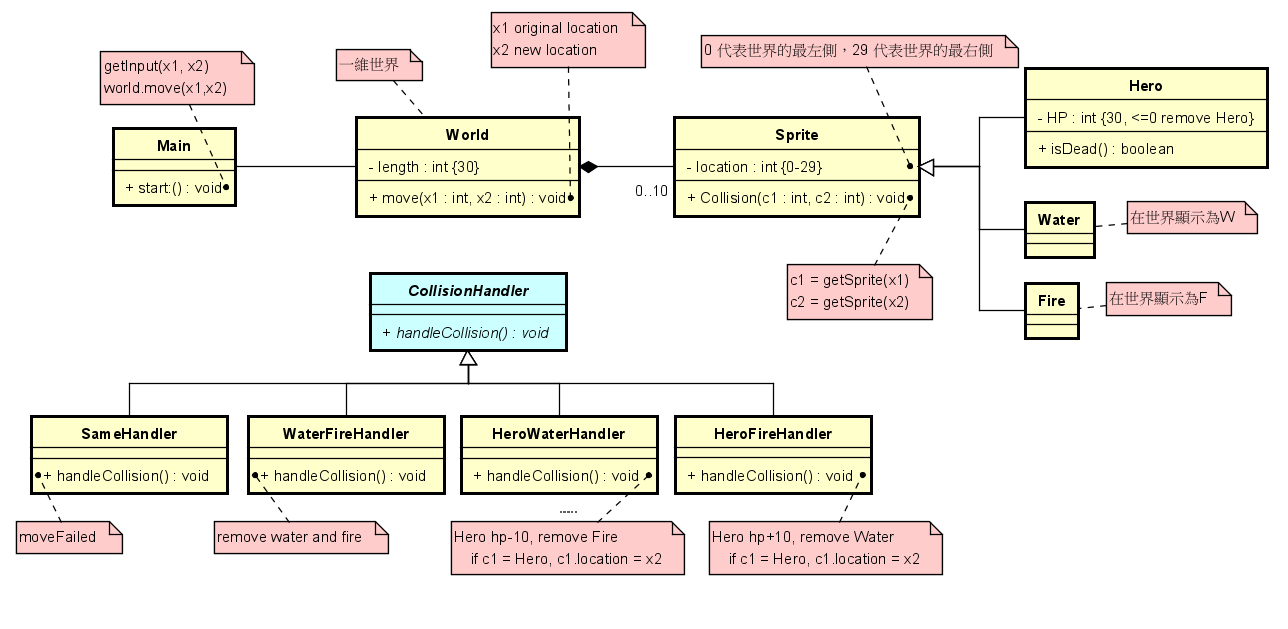 x1 original location
x2 new location
0 代表世界的最左側，29 代表世界的最右側
getInput(x1, x2)
world.move(x1,x2)
一維世界
Hero
- HP : int {30, <=0 remove Hero}
+ isDead() : boolean
Main
+ start:() : void
World
- length : int {30}
+ move(x1 : int, x2 : int) : void
0..10
Sprite
- location : int {0-29}
+ Collision(c1 : int, c2 : int) : void
Water
在世界顯示為W
c1 = getSprite(x1)
c2 = getSprite(x2)
Fire
在世界顯示為F
CollisionHandler
+ handleCollision() : void
SameHandler
+ handleCollision() : void
WaterFireHandler
+ handleCollision() : void
HeroWaterHandler
+ handleCollision() : void
HeroFireHandler
+ handleCollision() : void
.....
moveFailed
remove water and fire
Hero hp-10, remove Fire
if c1 = Hero, c1.location = x2
Hero hp+10, remove Water
if c1 = Hero, c1.location = x2